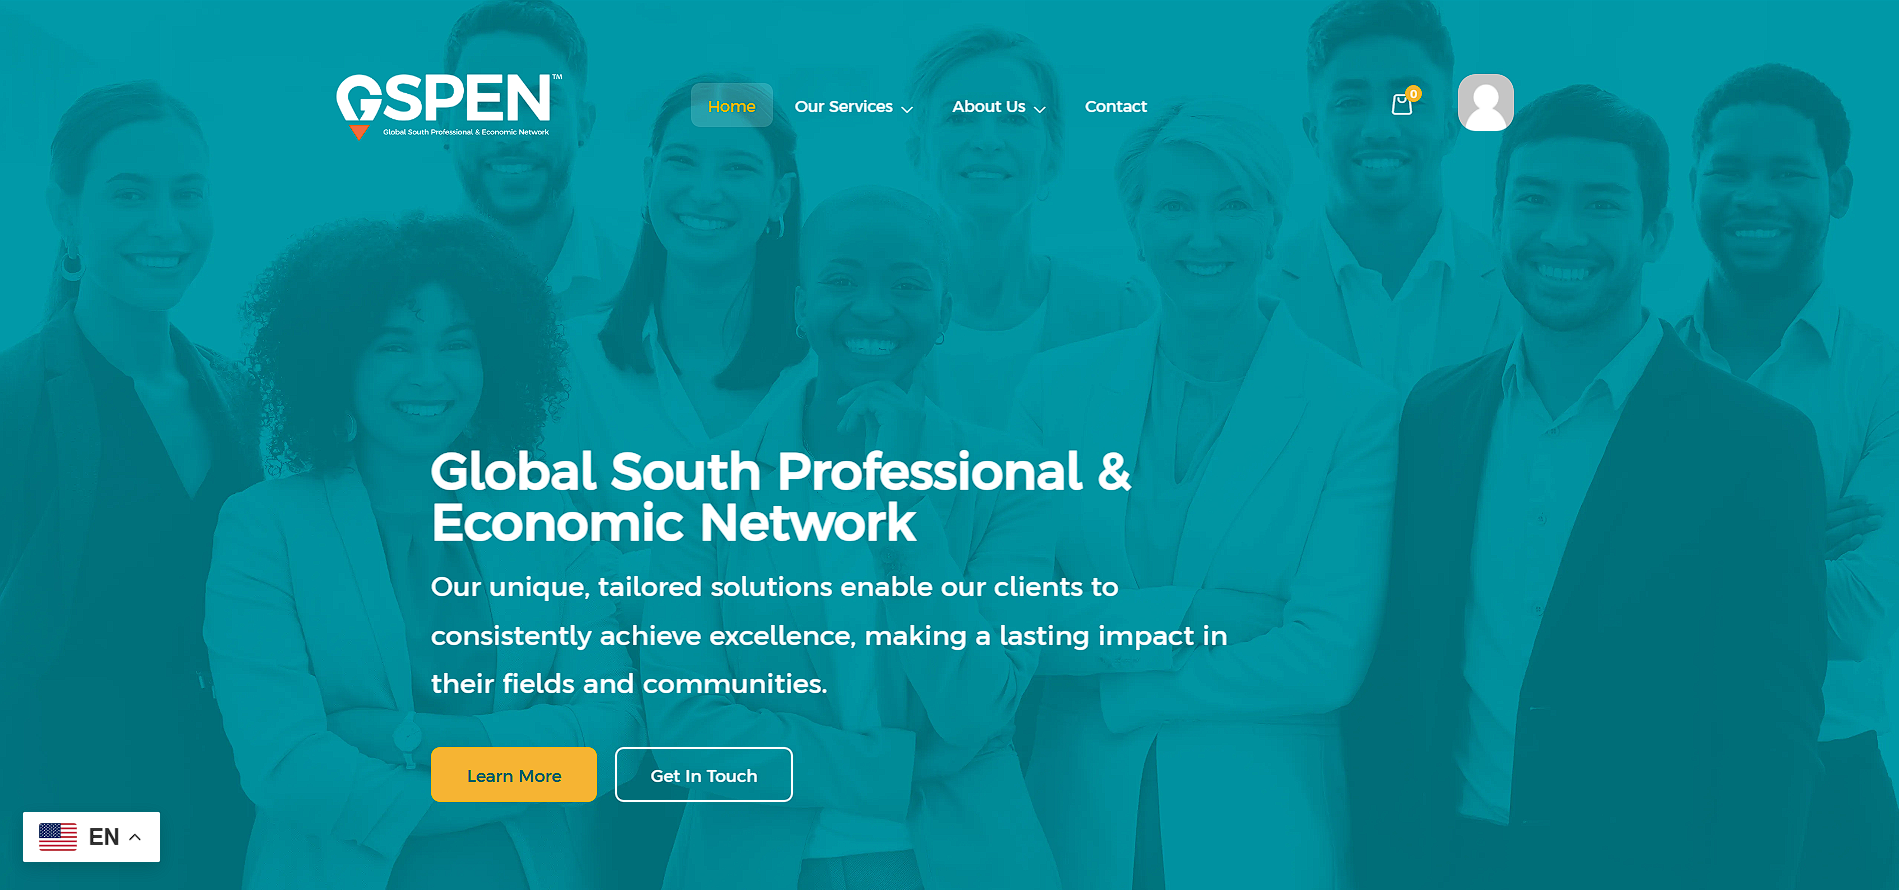 GSPEN™
Global South Professional & Economic Network
Home
Our Services
About Us
Contact
0
Global South Professional &
Economic Network
Our unique, tailored solutions enable our clients to
consistently achieve excellence, making a lasting impact in
their fields and communities.
Learn More
Get In Touch
EN